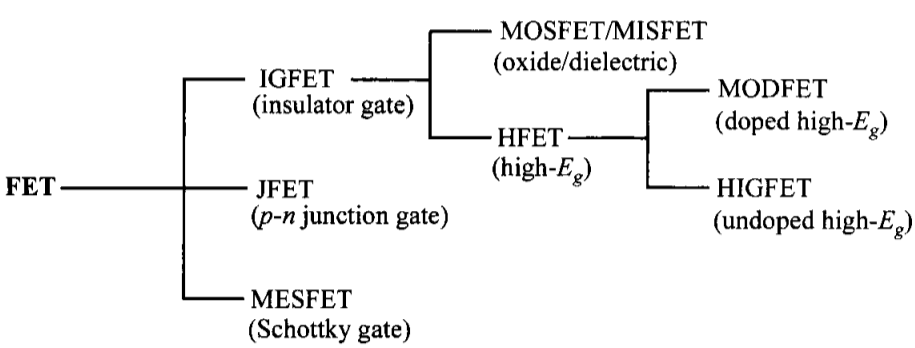 MOSFET/MISFET
(oxide/dielectric)
IGFET
(insulator gate)
MODFET
(doped high-E_g)
HFET
(high-E_g)
FET
JFET
(p-n junction gate)
HIGFET
(undoped high-E_g)
MESFET
(Schottky gate)